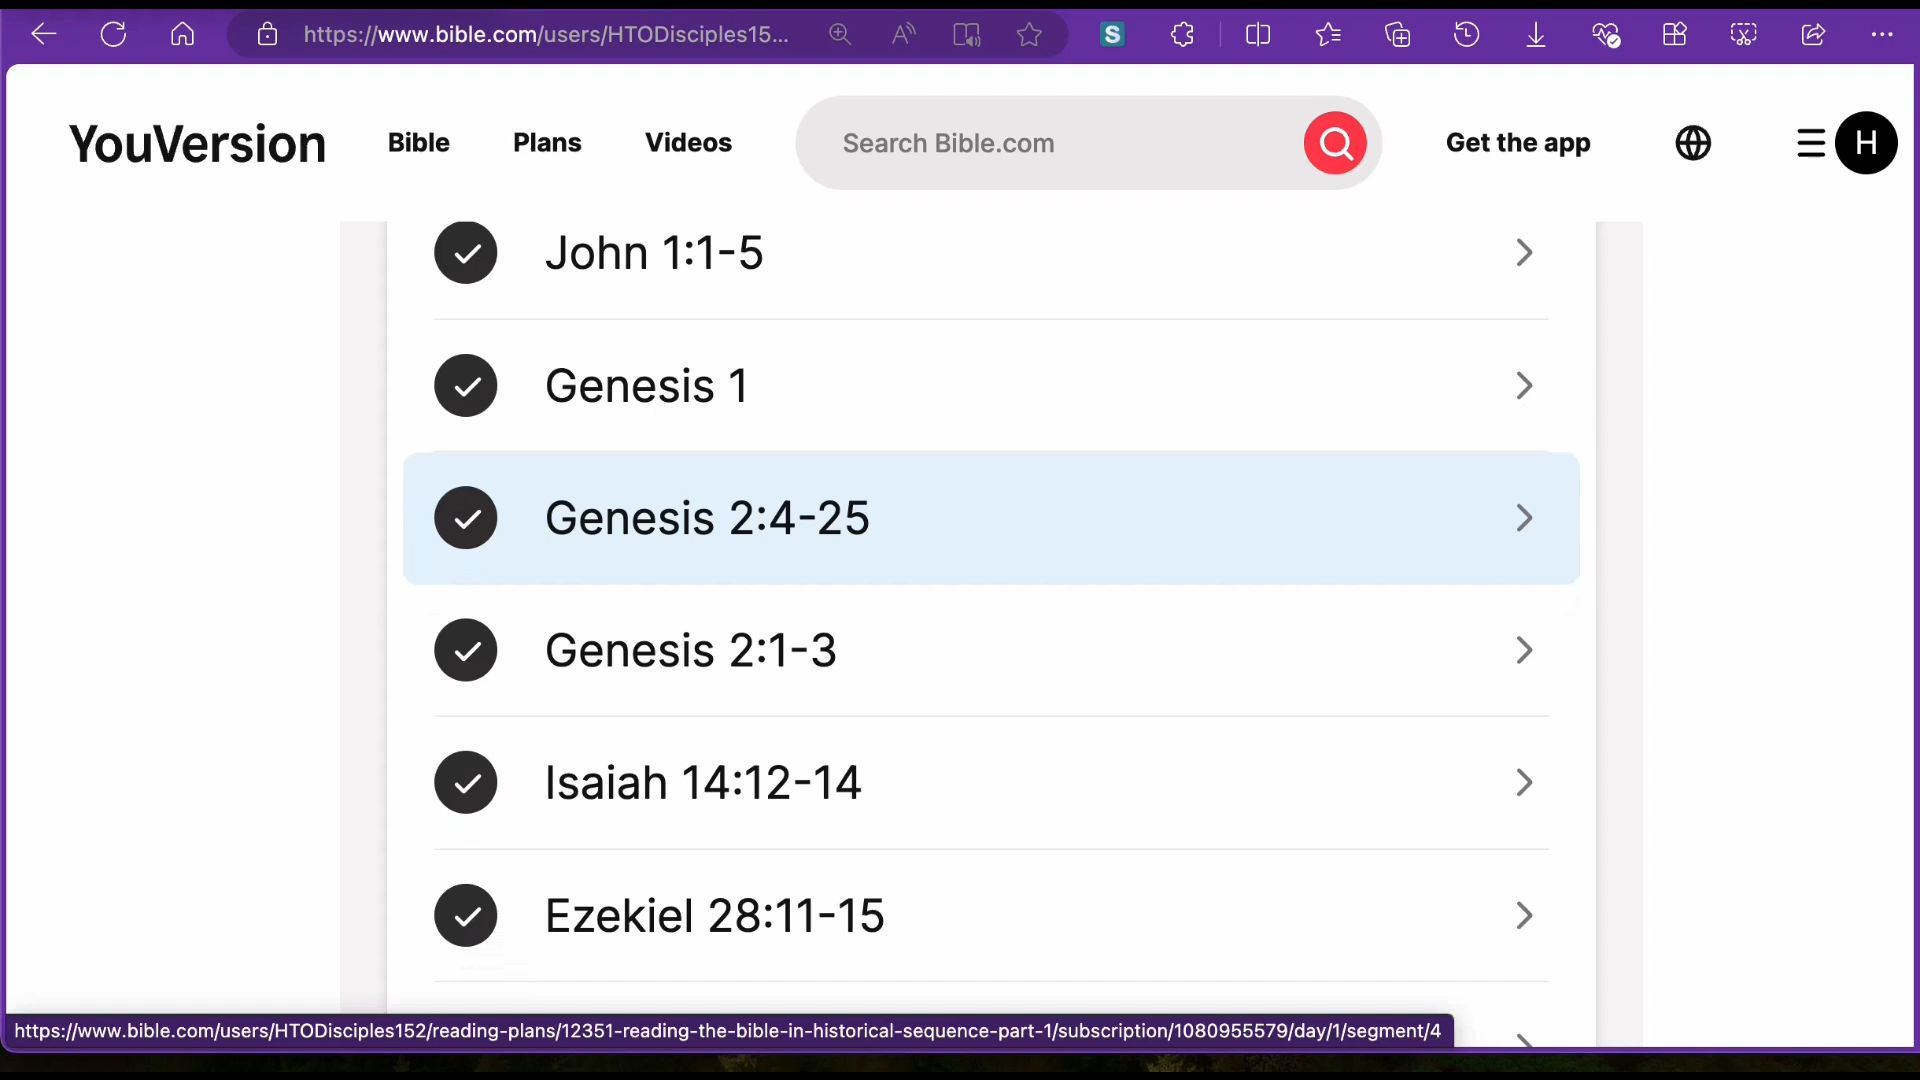 https://www.bible.com/users/HTODisciples15...
S
YouVersion
Bible
Plans
Videos
Search Bible.com
Get the app
H
John 1:1-5
Genesis 1
Genesis 2:4-25
Genesis 2:1-3
Isaiah 14:12-14
Ezekiel 28:11-15
https://www.bible.com/users/HTODisciples152/reading-plans/12351-reading-the-bible-in-historical-sequence-part-1/subscription/1080955579/day/1/segment/4